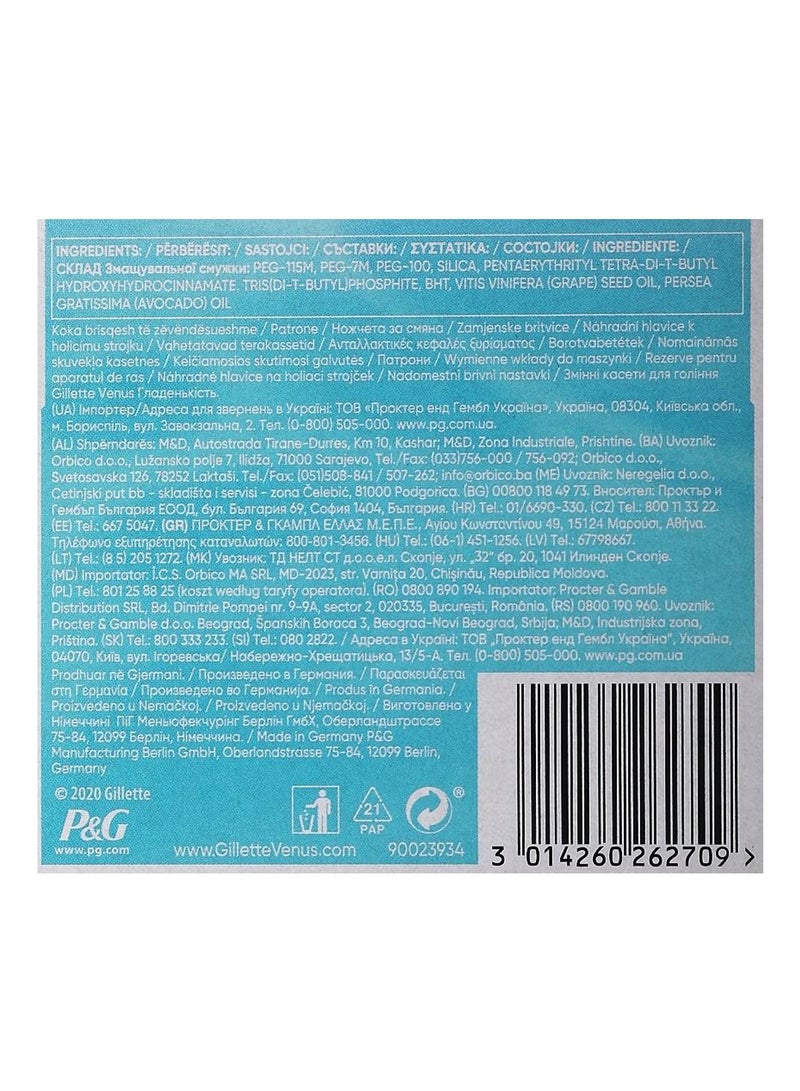 INGREDIENTS: / PËRBËRËSIT: / SASTOJCI: / СЪСТАВКИ: / ΣΥΣΤΑΤΙΚΑ: / СОСТОЈКИ: / INGREDIENTE: /
СКЛАД Змащувальної смужки: PEG-115M, PEG-7M, PEG-100, SILICA, PENTAERYTHRITYL TETRA-DI-T-BUTYL
HYDROXYHYDROCINNAMATE, TRIS(DI-T-BUTYL)PHOSPHITE, BHT, VITIS VINIFERA (GRAPE) SEED OIL, PERSEA
GRATISSIMA (AVOCADO) OIL
Koka brisqesh të zëvendësueshme / Patrone / Ножчета за смяна / Zamjenske britvice / Náhradní hlavice k
holicímu strojku / Vahetatavad terakassetid / Ανταλλακτικές κεφαλές ξυρίσματος / Borotvabetétek / Nomaināmās
skuvekļa kasetnes / Keičiamosios skutimosi galvutės / Патрони / Wymienne wkłady do maszynki / Rezerve pentru
aparatul de ras / Náhradné hlavice na holiaci strojček / Nadomestni brivni nastavki / Змінні касети для гоління
Gillette Venus Гладенькість.
(UA) Імпортер/Адреса для звернень в Україні: ТОВ «Проктер енд Гембл Україна», Україна, 08304, Київська обл.,
м. Бориспіль, вул. Завокзальна, 2. Тел. (0-800) 505-000. www.pg.com.ua.
(AL) Shpërndarës: M&D, Autostrada Tirane-Durres, Km 10, Kashar; M&D, Zona Industriale, Prishtine. (BA) Uvoznik:
Orbico d.o.o., Lužansko polje 7, Ilidža, 71000 Sarajevo, Tel./Fax: (033)756-000 / 756-092; Orbico d.o.o.,
Svetosavska 126, 78252 Laktaši. Tel./Fax: (051)508-841 / 507-262; info@orbico.ba (ME) Uvoznik: Neregelia d.o.o.,
Cetinjski put bb - skladišta i servisi - zona Čelebić, 81000 Podgorica. (BG) 00800 118 49 73. Вносител: Проктър и
Гембъл България ЕООД, бул. България 69, София 1404, България. (HR) Tel.: 01/6690-330. (CZ) Tel.: 800 11 33 22.
(EE) Tel.: 667 5047. (GR) ΠΡΟΚΤΕΡ & ΓΚΑΜΠΛ ΕΛΛΑΣ Μ.Ε.Π.Ε., Αγίου Κωνσταντίνου 49, 15124 Μαρούσι, Αθήνα.
Τηλέφωνο εξυπηρέτησης καταναλωτών: 800-801-3456. (HU) Tel.: (06-1) 451-1256. (LV) Tel.: 67798667.
(LT) Tel.: (8 5) 205 1272. (MK) Увозник: ТД НЕЛТ СТ д.о.о.е.л. Скопје, ул. „32“ бр. 20, 1041 Илинден Скопје.
(MD) Importator: Î.C.S. Orbico MA SRL, MD-2023, str. Varnița 20, Chișinău, Republica Moldova.
(PL) Tel.: 801 25 88 25 (koszt według taryfy operatora). (RO) 0800 890 194. Importator: Procter & Gamble
Distribution SRL, Bd. Dimitrie Pompei nr. 9-9A, sector 2, 020335, București, România. (RS) 0800 190 960. Uvoznik:
Procter & Gamble d.o.o. Beograd, Španskih Boraca 3, Beograd-Novi Beograd, Srbija; M&D, Industrijska zona,
Priština. (SK) Tel.: 800 333 233. (SI) Tel.: 080 2822. / Адреса в Україні: ТОВ „Проктер енд Гембл Україна“, Україна,
04070, Київ, вул. Ігоревська/ Набережно-Хрещатицька, 13/5-А. Тел. (0-800) 505-000. www.pg.com.ua
Prodhuar në Gjermani. / Произведено в Германия. / Παρασκευάζεται
στη Γερμανία / Произведено во Германија. / Produs în Germania. /
Proizvedeno u Nemačkoj. / Proizvedeno u Njemačkoj. / Виготовлено у
Німеччині. ПіГ Меньюфекчурінг Берлін ГмбХ, Оберландштрассе
75-84, 12099 Берлін, Німеччина. / Made in Germany P&G
Manufacturing Berlin GmbH, Oberlandstrasse 75-84, 12099 Berlin,
Germany
© 2020 Gillette
P&G
www.pg.com
www.GilletteVenus.com
21
PAP
®
90023934
3 014260 262709 >